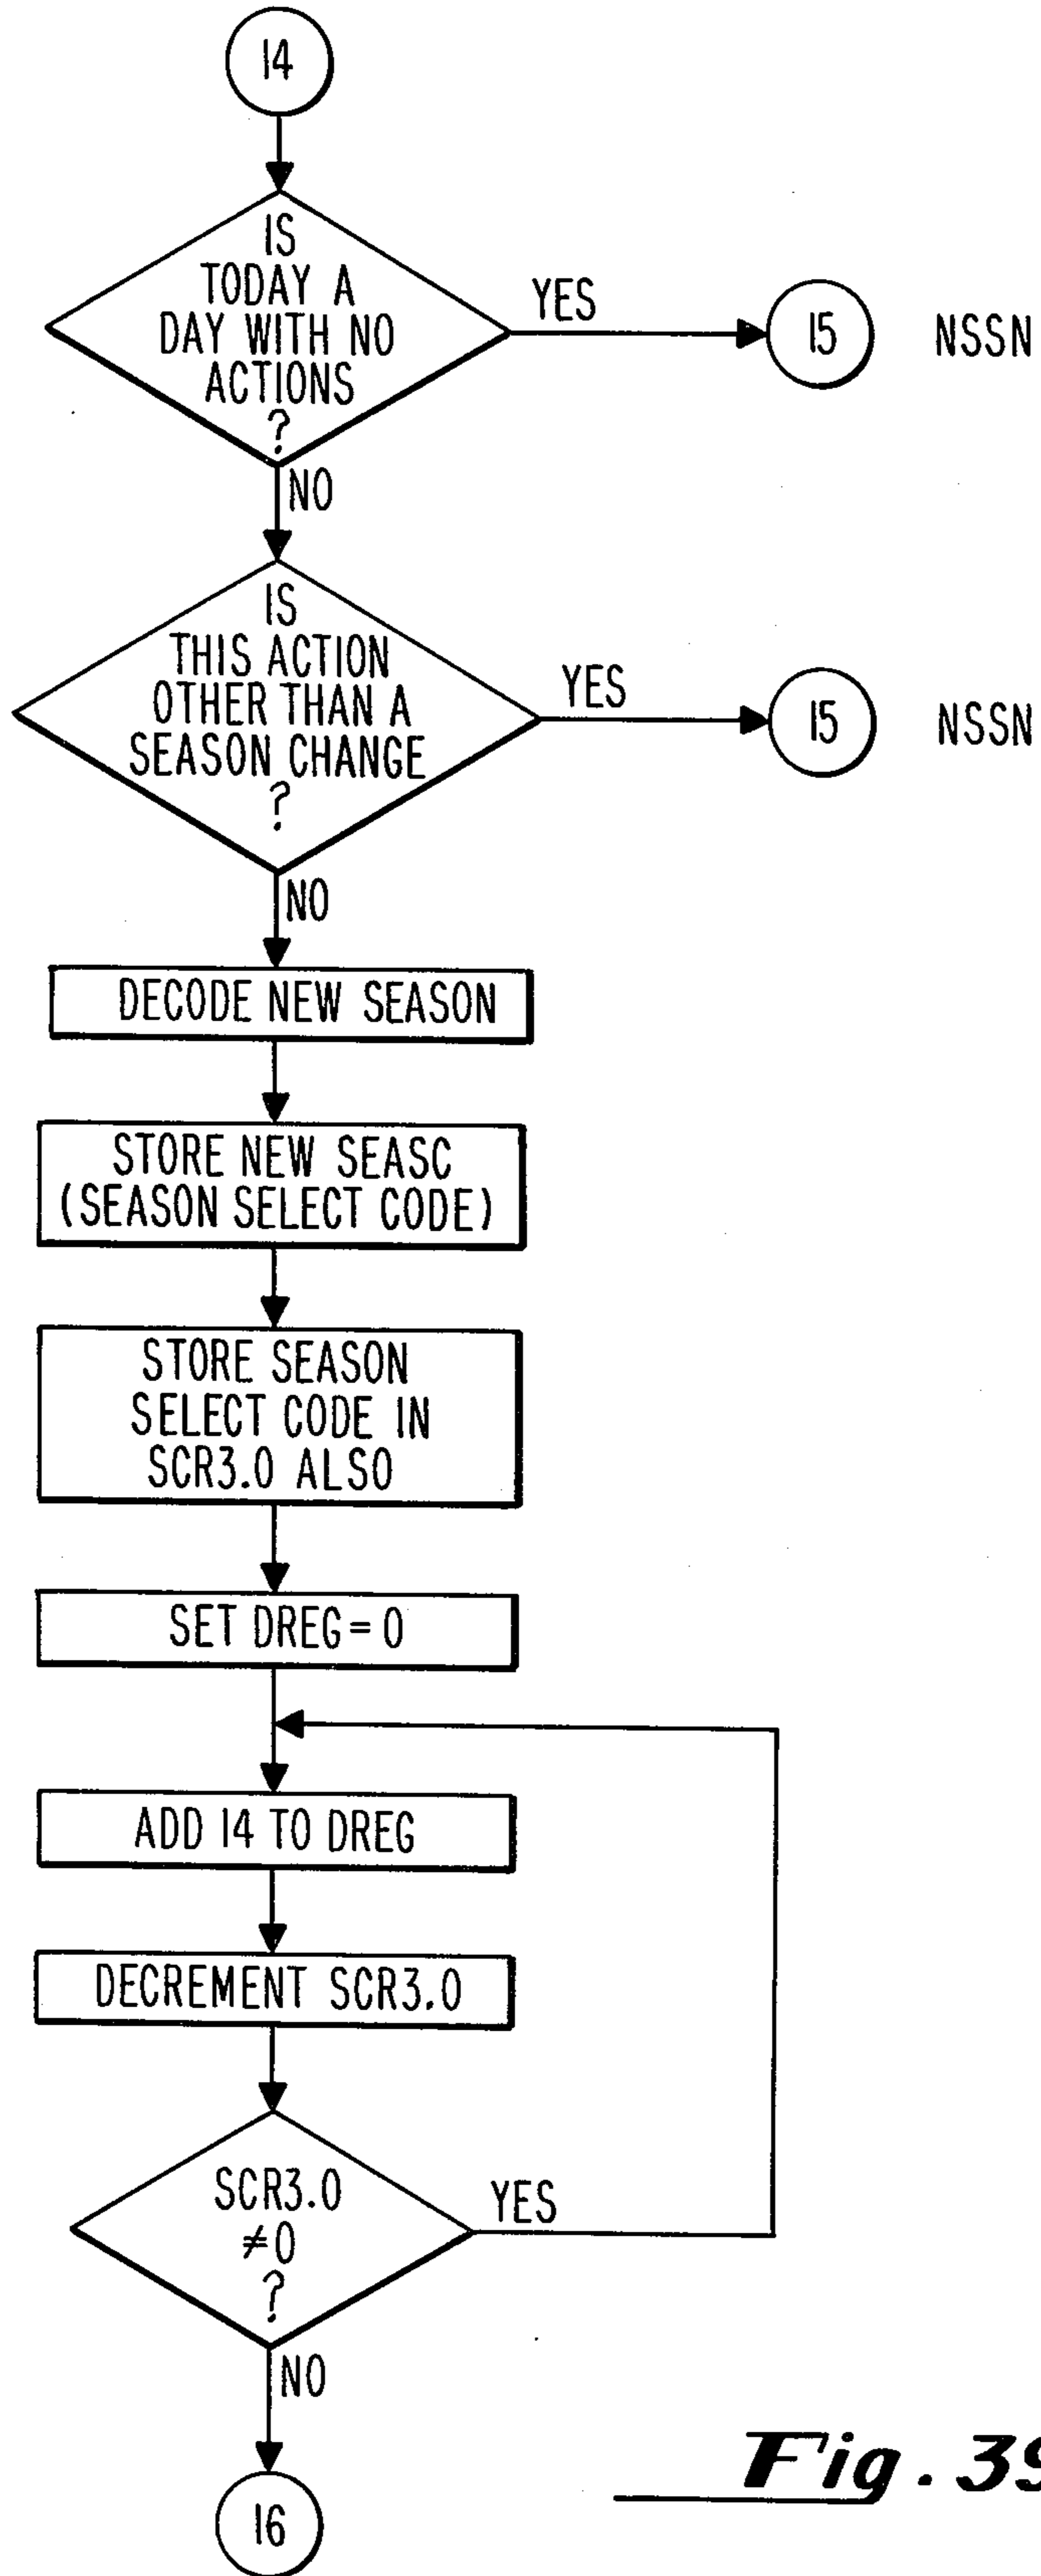 14
IS
TODAY A
DAY WITH NO
ACTIONS
?
YES
15
NSSN
NO
IS
THIS ACTION
OTHER THAN A
SEASON CHANGE
?
YES
15
NSSN
NO
DECODE NEW SEASON
STORE NEW SEASC
(SEASON SELECT CODE)
STORE SEASON
SELECT CODE IN
SCR3.0 ALSO
SET DREG = 0
ADD 14 TO DREG
DECREMENT SCR3.0
SCR3.0
≠0
?
YES
NO
16
Fig. 39